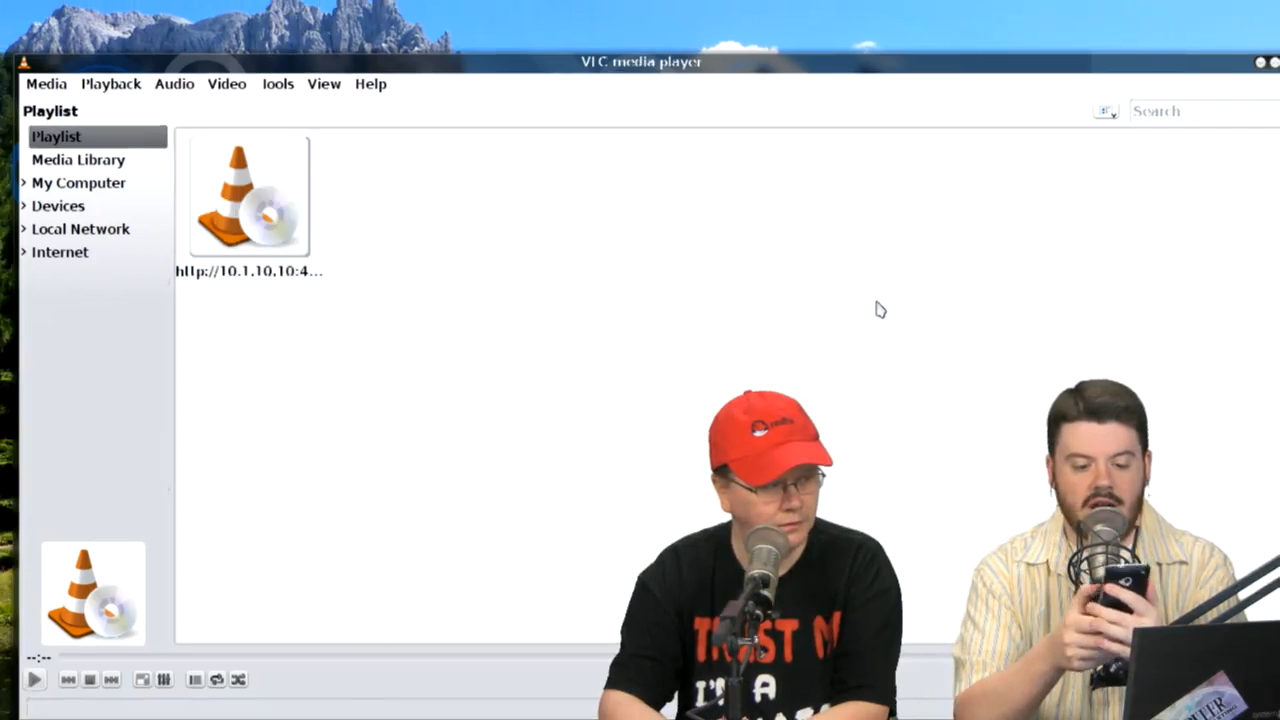 VLC media player
Media Playback Audio Video Tools View Help
Playlist
Search
Playlist
Media Library
My Computer
Devices
Local Network
Internet
http://10.1.10.10:4...
--:--
TRUST M
I'M A